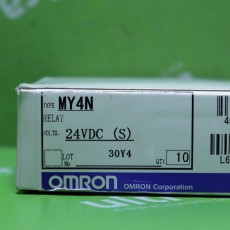 TYPE MY4N
RELAY
VOLTS. 24VDC (S)
LOT No 30Y4 QTY 10
OMRON OMRON Corporation